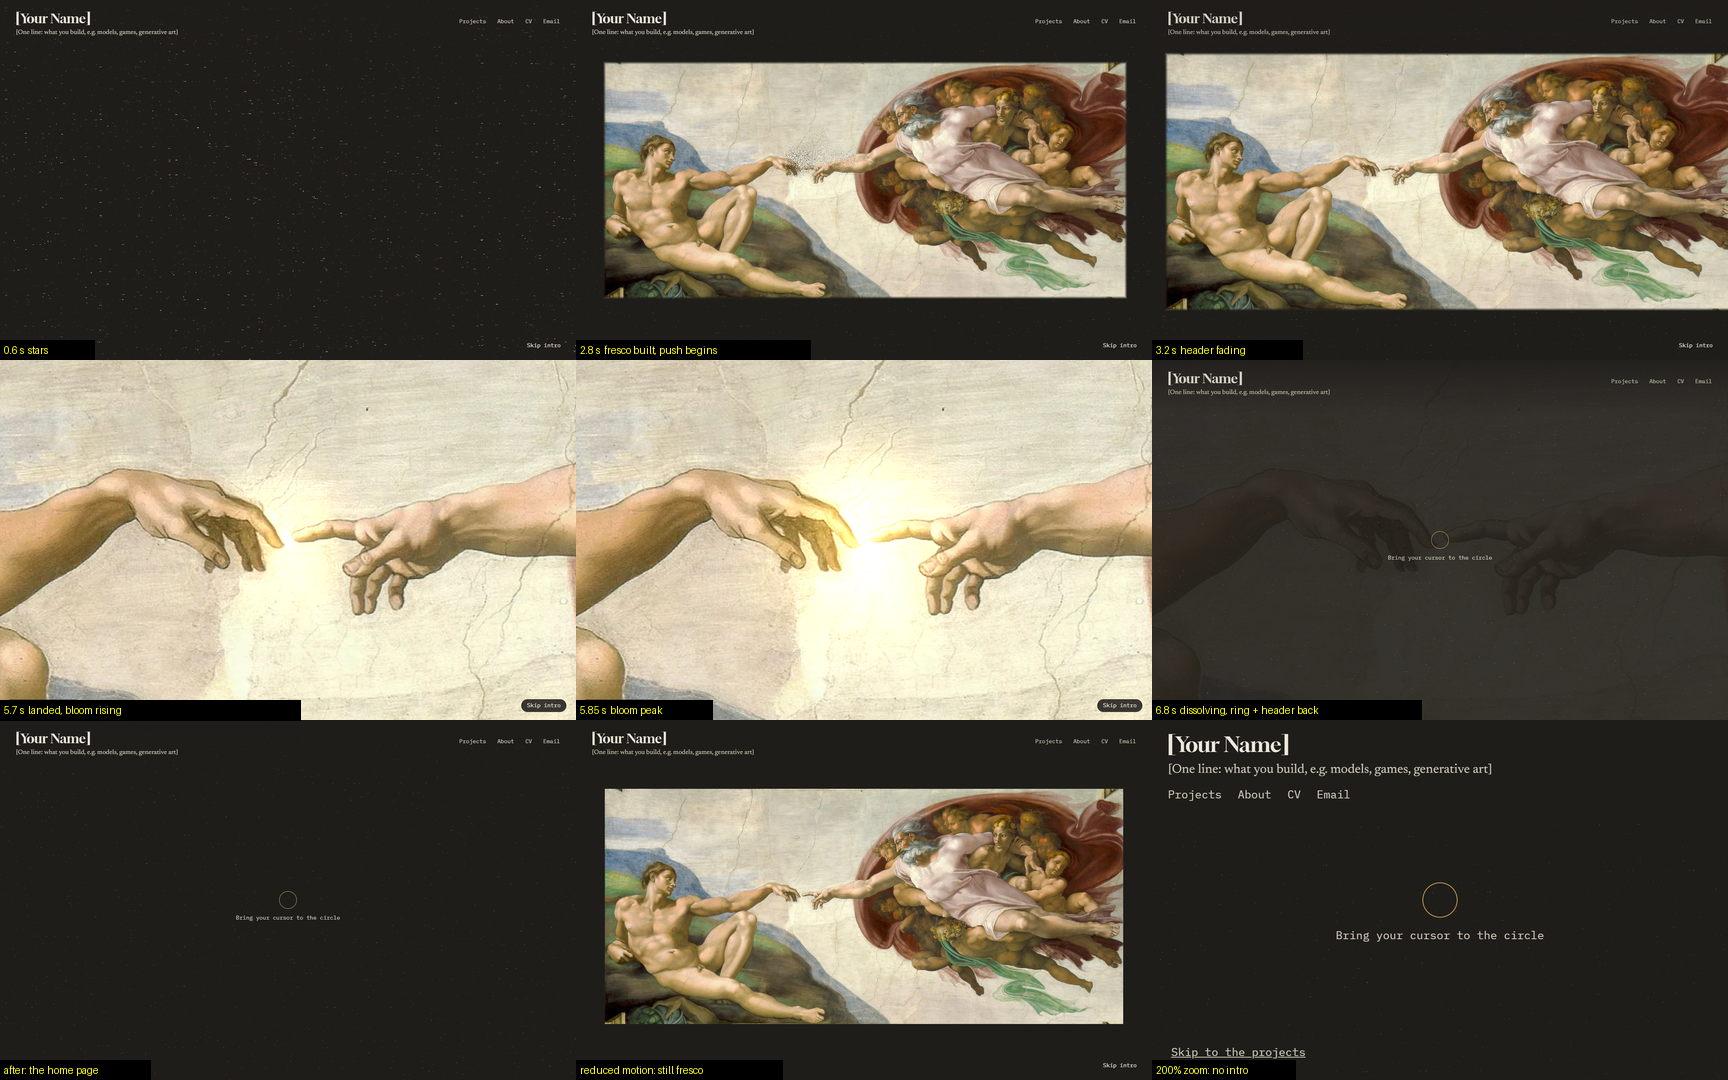 [Your Name]
[One line: what you build, e.g. models, games, generative art]
Projects About CV Email
Skip intro
0.6 s stars
[Your Name]
[One line: what you build, e.g. models, games, generative art]
Projects About CV Email
Skip intro
2.8 s fresco built, push begins
[Your Name]
[One line: what you build, e.g. models, games, generative art]
Projects About CV Email
Skip intro
3.2 s header fading
Skip intro
5.7 s landed, bloom rising
Skip intro
5.85 s bloom peak
[Your Name]
[One line: what you build, e.g. models, games, generative art]
Projects About CV Email
Bring your cursor to the circle
6.8 s dissolving, ring + header back
[Your Name]
[One line: what you build, e.g. models, games, generative art]
Projects About CV Email
Bring your cursor to the circle
after: the home page
[Your Name]
[One line: what you build, e.g. models, games, generative art]
Projects About CV Email
Skip intro
reduced motion: still fresco
[Your Name]
[One line: what you build, e.g. models, games, generative art]
Projects About CV Email
Bring your cursor to the circle
Skip to the projects
200% zoom: no intro